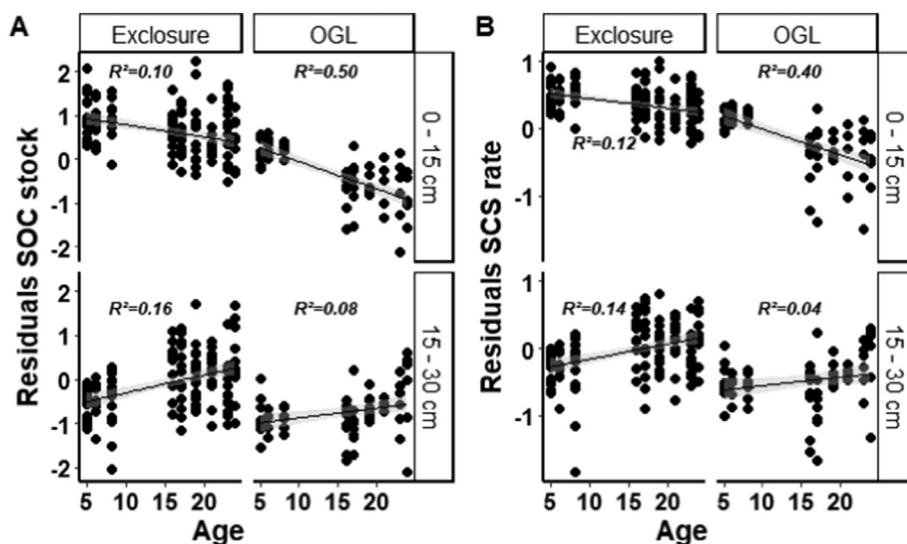 A
Exclosure
OGL
R²=0.10
R²=0.50
0 - 15 cm
R²=0.16
R²=0.08
15 - 30 cm
Residuals SOC stock
2
1
0
-1
-2
2
1
0
-1
-2
5 10 15 20
5 10 15 20
Age
B
Exclosure
OGL
R²=0.12
R²=0.40
0 - 15 cm
R²=0.14
R²=0.04
15 - 30 cm
Residuals SCS rate
1
0
-1
1
0
-1
5 10 15 20
5 10 15 20
Age